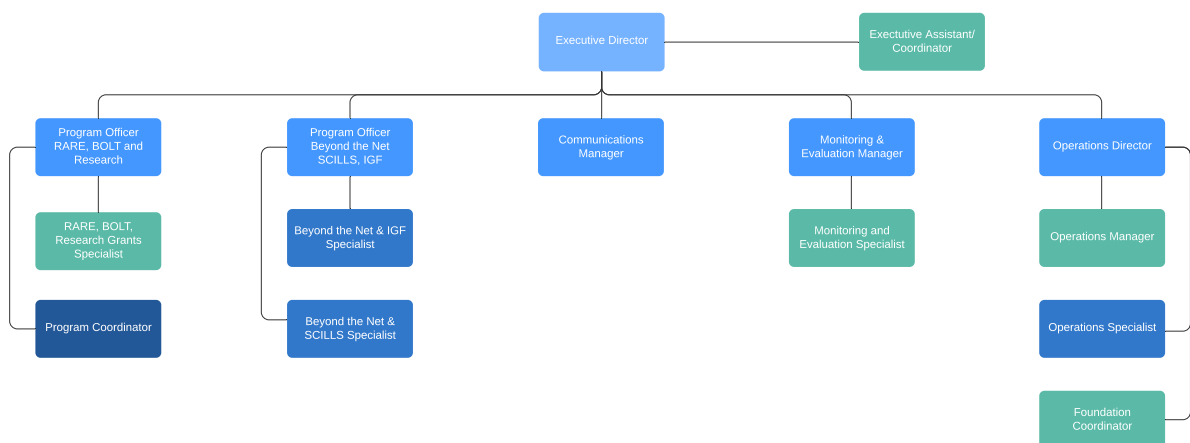 Executive Director
Exectutive Assistant/
Coordinator
Program Officer
RARE, BOLT and
Research
Program Officer
Beyond the Net
SCILLS, IGF
Communications
Manager
Monitoring &
Evaluation Manager
Operations Director
RARE, BOLT,
Research Grants
Specialist
Beyond the Net & IGF
Specialist
Monitoring and
Evaluation Specialist
Operations Manager
Program Coordinator
Beyond the Net &
SCILLS Specialist
Operations Specialist
Foundation
Coordinator